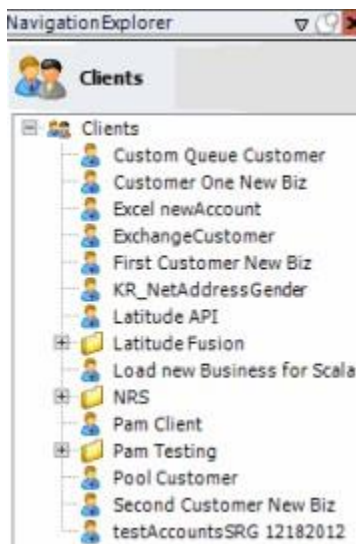 NavigationExplorer
Clients
Clients
Custom Queue Customer
Customer One New Biz
Excel newAccount
ExchangeCustomer
First Customer New Biz
KR_NetAddressGender
Latitude API
Latitude Fusion
Load new Business for Scala
NRS
Pam Client
Pam Testing
Pool Customer
Second Customer New Biz
testAccountsSRG 12182012